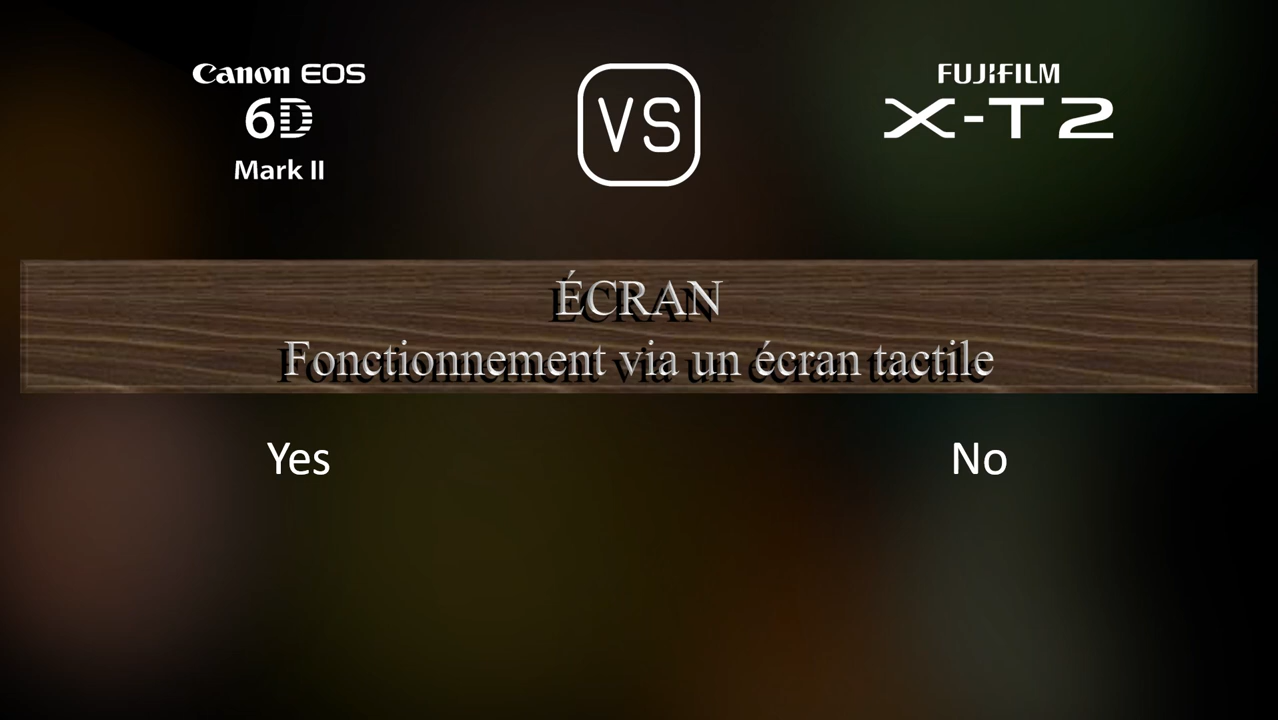 Canon EOS
6D
Mark II
VS
FUJIFILM
X-T2
ÉCRAN
Fonctionnement via un écran tactile
Yes
No